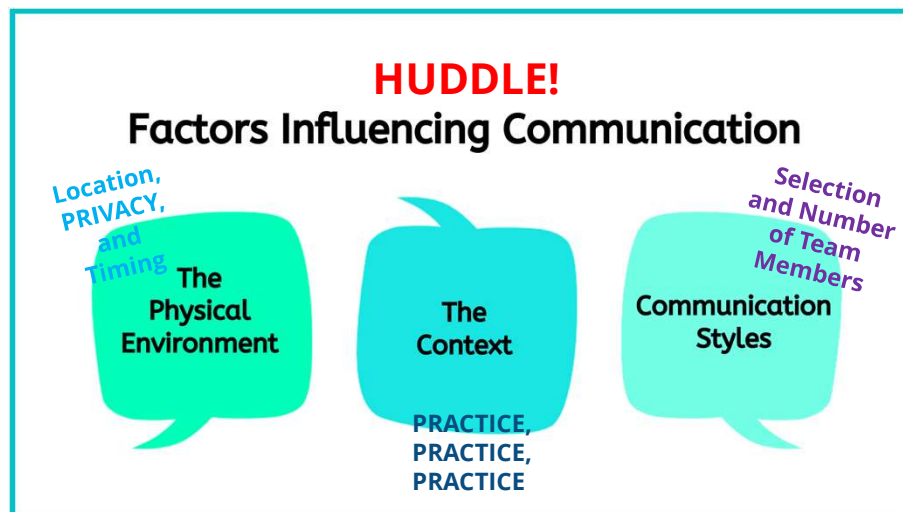 HUDDLE!
Factors Influencing Communication
Location,
PRIVACY,
and
Timing
The
Physical
Environment
The
Context
PRACTICE,
PRACTICE,
PRACTICE
Selection
and Number
of Team
Members
Communication
Styles